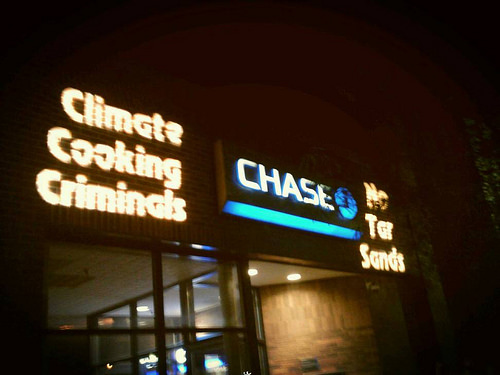 Climate
Cooking
Criminals
CHASE
No
Tar
Sands